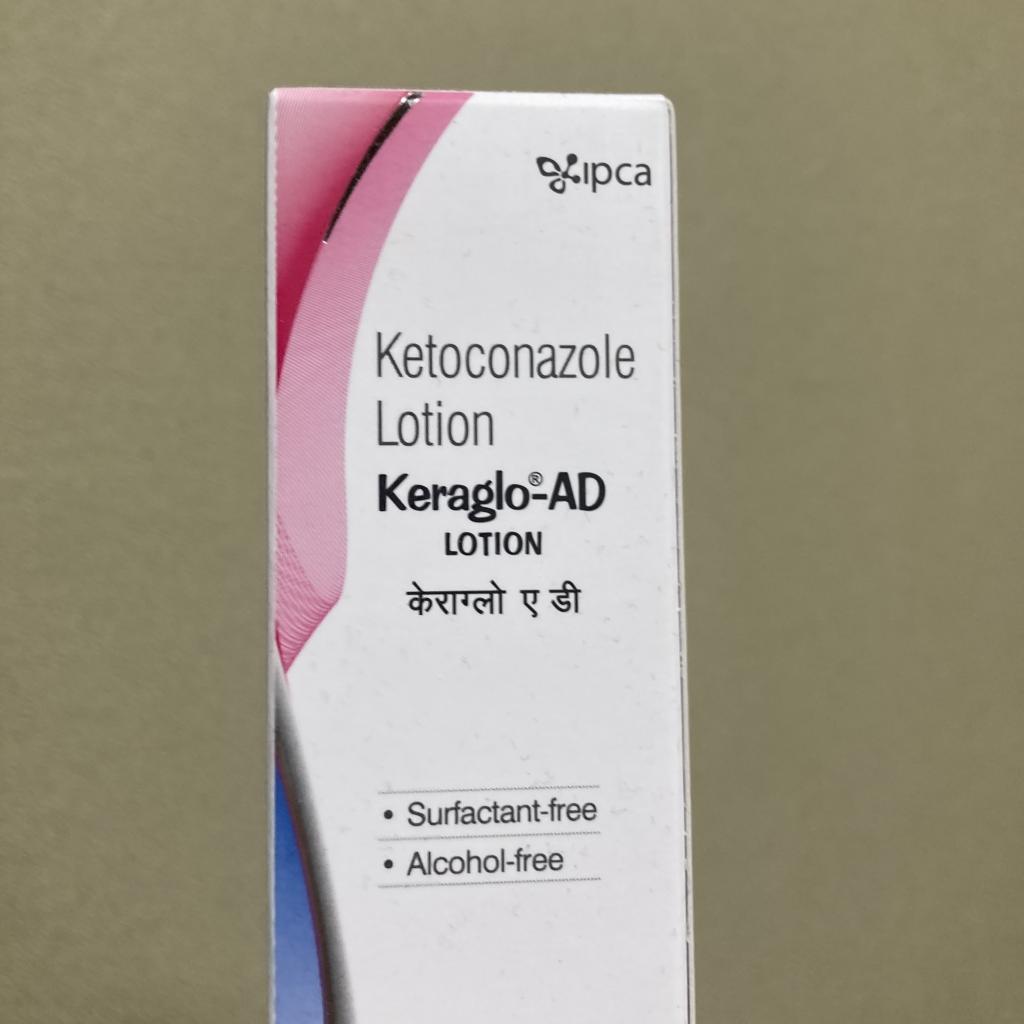 ipca
Ketoconazole
Lotion
Keraglo®-AD
LOTION
केराग्लो ए डी
• Surfactant-free
• Alcohol-free